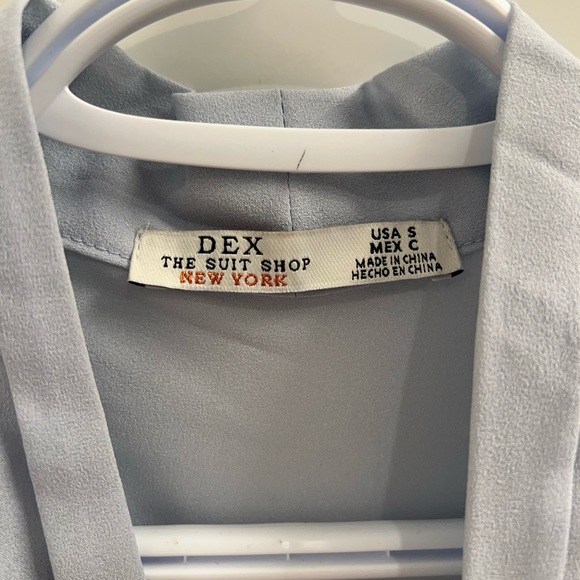 DEX
THE SUIT SHOP
NEW YORK
USA S
MEX C
MADE IN CHINA
HECHO EN CHINA